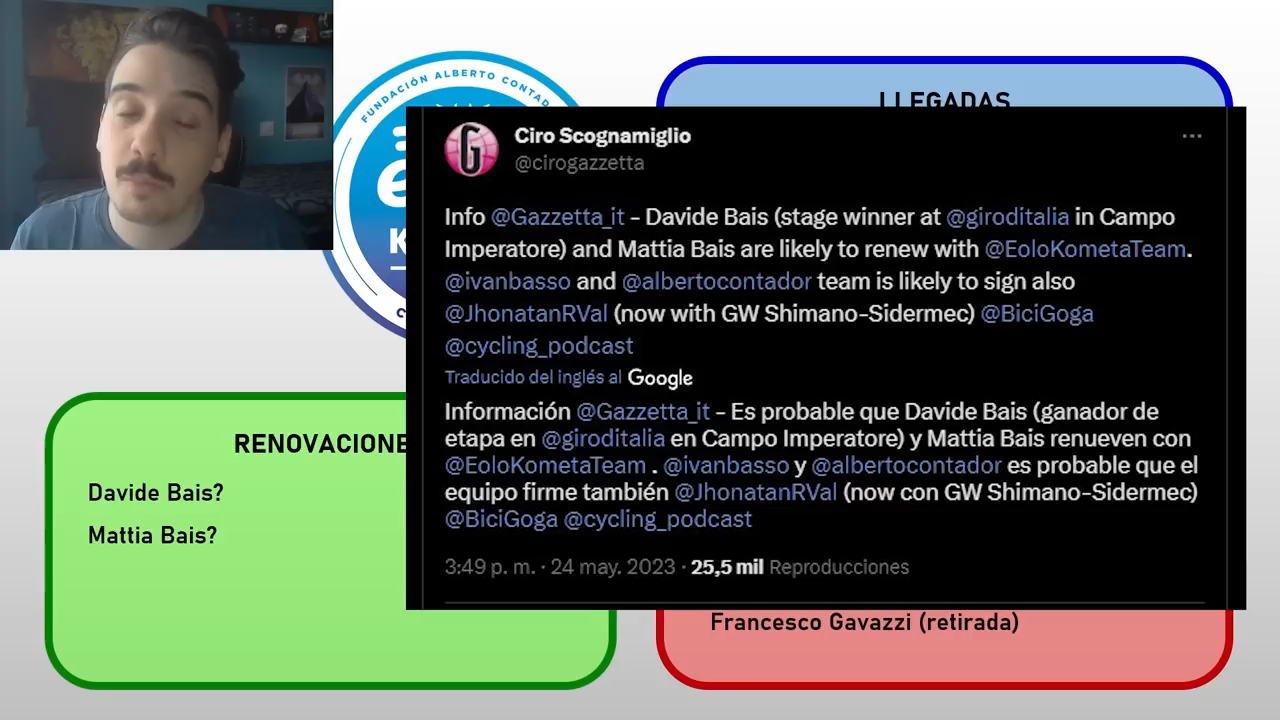 FUNDACIÓN ALBERTO CONTAD
LLEGADAS
Ciro Scognamiglio
@cirogazzetta
Info @Gazzetta_it - Davide Bais (stage winner at @giroditalia in Campo
Imperatore) and Mattia Bais are likely to renew with @EoloKometaTeam.
@ivanbasso and @albertocontador team is likely to sign also
@JhonatanRVal (now with GW Shimano-Sidermec) @BiciGoga
@cycling_podcast
Traducido del inglés al Google
Información @Gazzetta_it - Es probable que Davide Bais (ganador de
etapa en @giroditalia en Campo Imperatore) y Mattia Bais renueven con
@EoloKometaTeam . @ivanbasso y @albertocontador es probable que el
equipo firme también @JhonatanRVal (now con GW Shimano-Sidermec)
@BiciGoga @cycling_podcast
3:49 p. m. · 24 may. 2023 · 25,5 mil Reproducciones
RENOVACIONE
Davide Bais?
Mattia Bais?
Francesco Gavazzi (retirada)